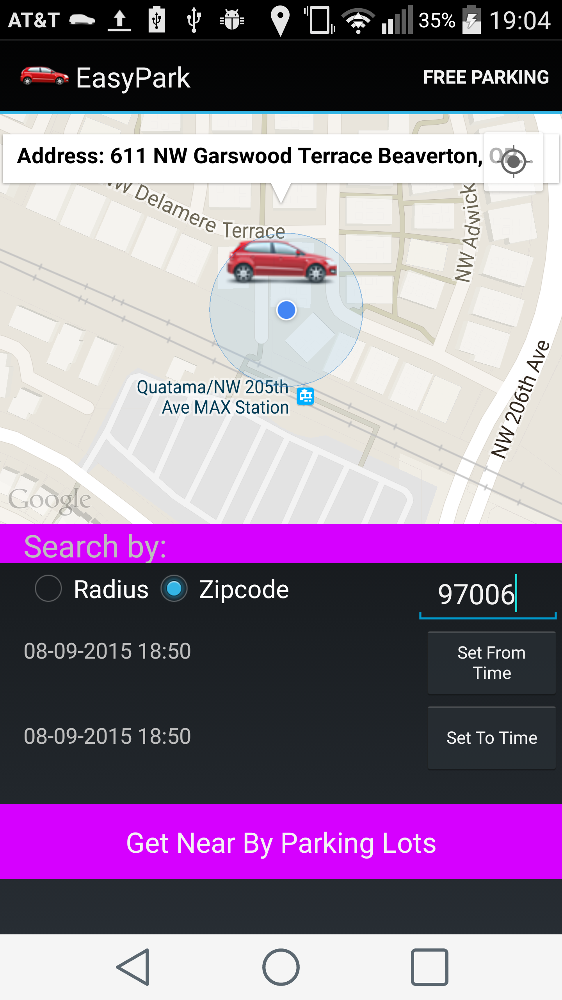 AT&T 35% 19:04
EasyPark FREE PARKING
Address: 611 NW Garswood Terrace Beaverton, OR...
NW Delamere Terrace
NW Adwick
Quatama/NW 205th
Ave MAX Station
NW 206th Ave
Google
Search by:
Radius Zipcode 97006
08-09-2015 18:50
Set From
Time
08-09-2015 18:50
Set To Time
Get Near By Parking Lots